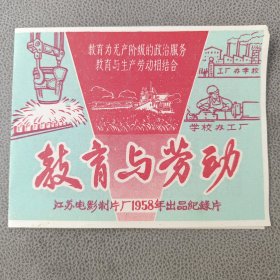 教育为无产阶级的政治服务
教育与生产劳动相结合
工厂办学校
学校办工厂
教育与劳动
江苏电影制片厂1958年出品纪录片